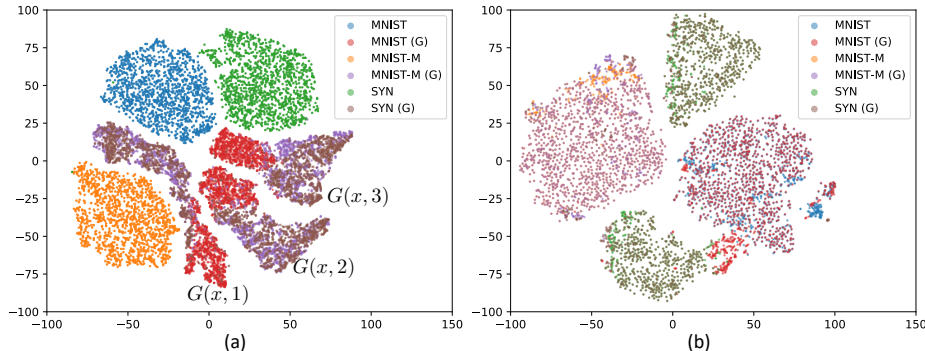 100
75
50
25
0
−25
−50
−75
−100
−100
−50
0
50
100
150
MNIST
MNIST (G)
MNIST-M
MNIST-M (G)
SYN
SYN (G)
G(x, 3)
G(x, 2)
G(x, 1)
(a)
100
75
50
25
0
−25
−50
−75
−100
−100
−50
0
50
100
150
MNIST
MNIST (G)
MNIST-M
MNIST-M (G)
SYN
SYN (G)
(b)